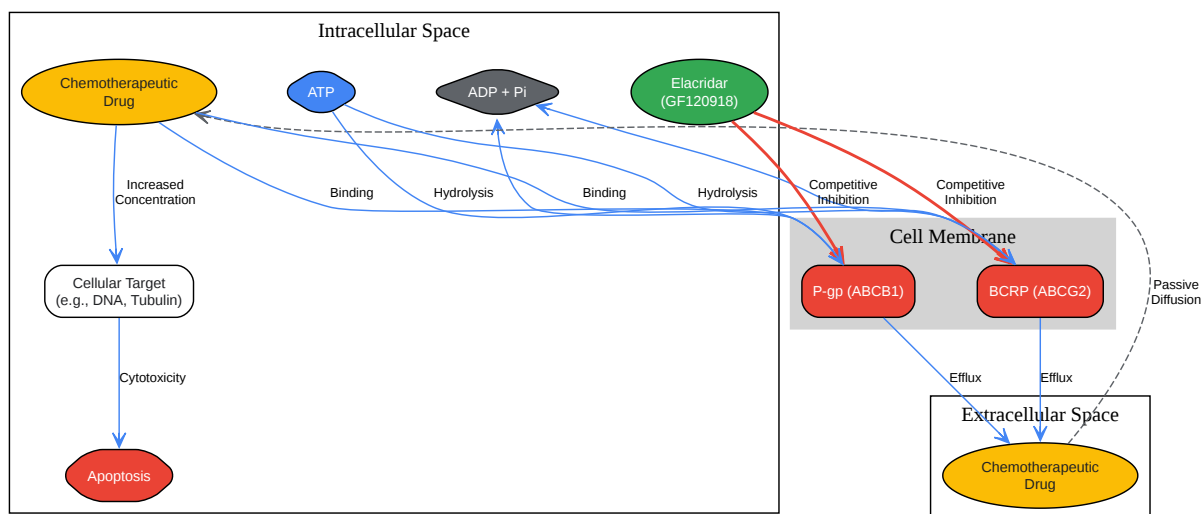 Intracellular Space
Chemotherapeutic
Drug
ATP
ADP + Pi
Elacridar
(GF120918)
Increased
Concentration
Binding
Hydrolysis
Binding
Hydrolysis
Competitive
Inhibition
Competitive
Inhibition
Cell Membrane
Cellular Target
(e.g., DNA, Tubulin)
P-gp (ABCB1)
BCRP (ABCG2)
Passive
Diffusion
Cytotoxicity
Efflux
Efflux
Extracellular Space
Apoptosis
Chemotherapeutic
Drug